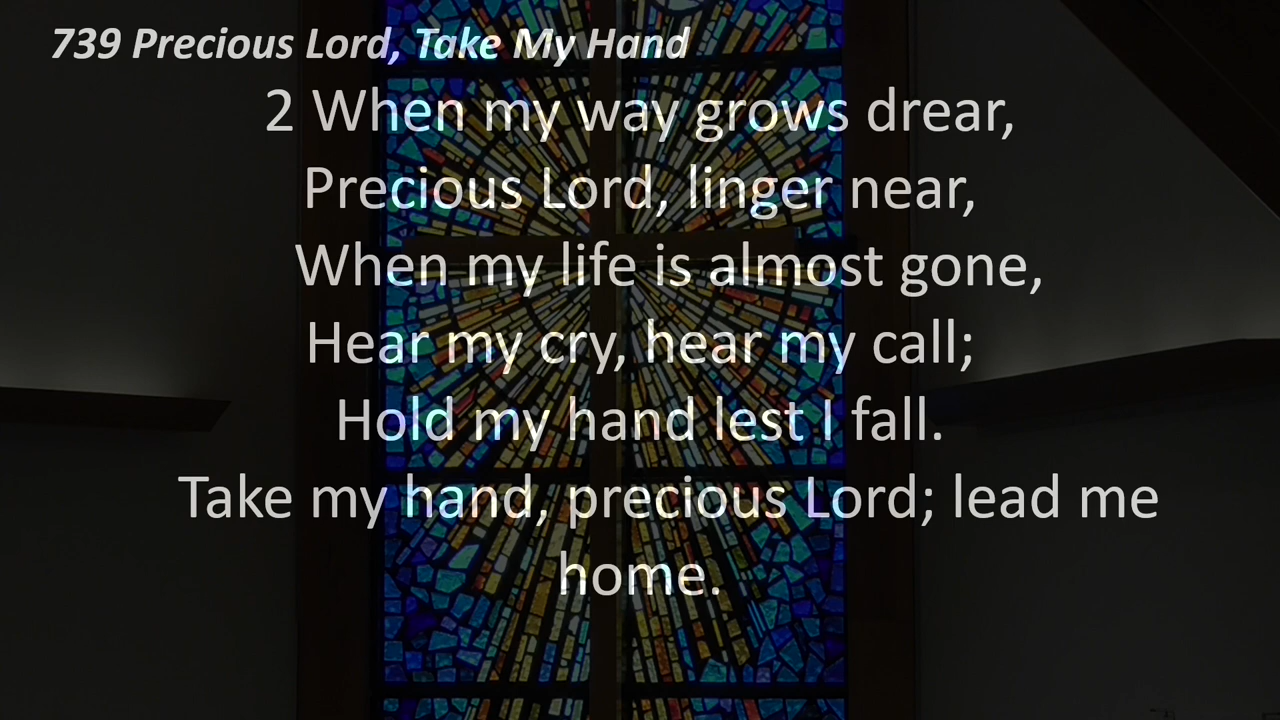 739 Precious Lord, Take My Hand
2 When my way grows drear,
Precious Lord, linger near,
When my life is almost gone,
Hear my cry, hear my call;
Hold my hand lest I fall.
Take my hand, precious Lord; lead me
home.